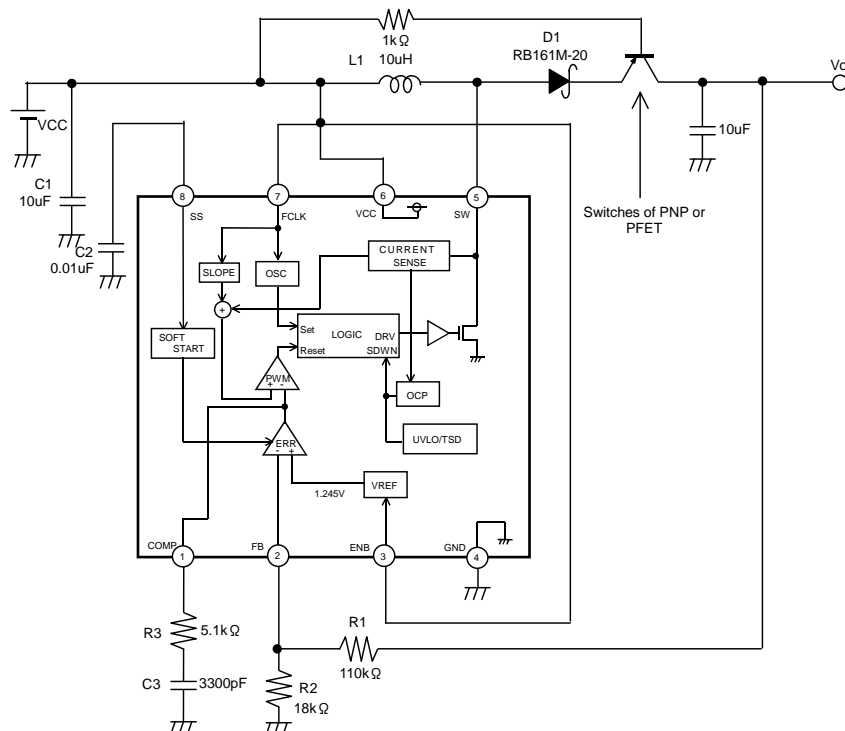 1kΩ
10uH
L1
D1
RB161M-20
Vo
VCC
10uF
C1
10uF
C2
0.01uF
8
SS
7
FCLK
6
VCC
5
SW
Switches of PNP or
PFET
SLOPE
OSC
CURRENT
SENSE
+
SOFT
START
Set
LOGIC
DRV
Reset
SDWN
PWM
+ -
OCP
ERR
- +
UVLO/TSD
1.245V
VREF
COMP
1
FB
2
ENB
3
GND
4
R3
5.1kΩ
C3
3300pF
R1
110kΩ
R2
18kΩ